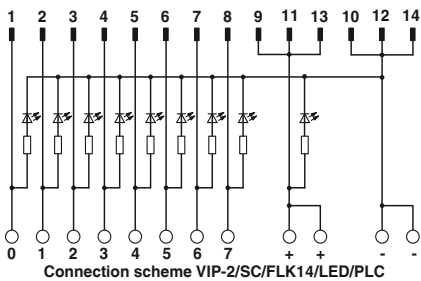 1 2 3 4 5 6 7 8 9 11 13 10 12 14
0 1 2 3 4 5 6 7 + + - -
Connection scheme VIP-2/SC/FLK14/LED/PLC